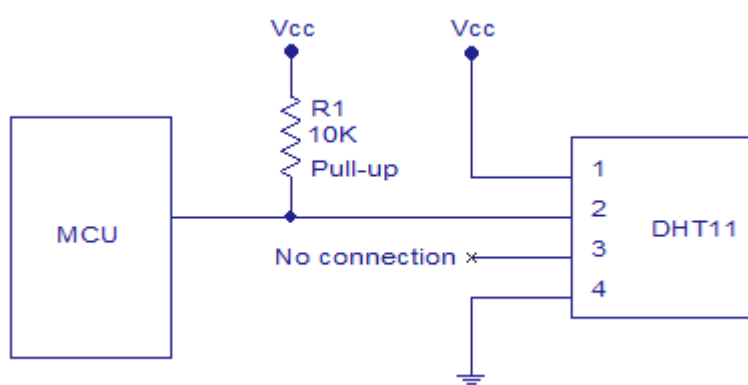 Vcc
Vcc
R1
10K
Pull-up
1
2
3
4
MCU
DHT11
No connection